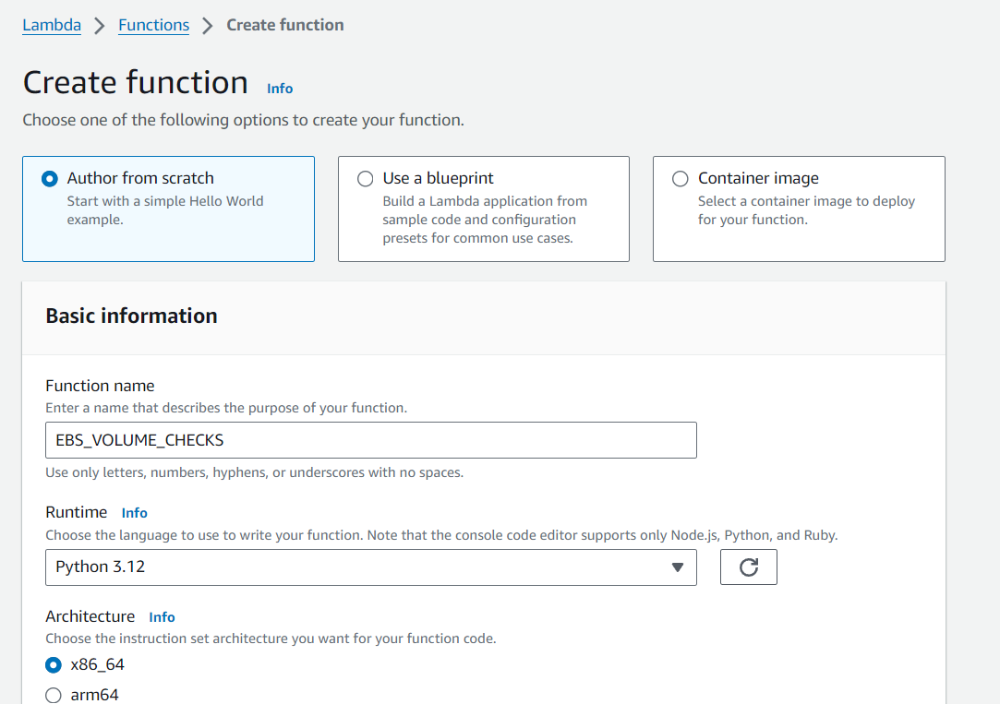 Lambda > Functions > Create function
Create function Info
Choose one of the following options to create your function.
Author from scratch
Start with a simple Hello World
example.
Use a blueprint
Build a Lambda application from
sample code and configuration
presets for common use cases.
Container image
Select a container image to deploy
for your function.
Basic information
Function name
Enter a name that describes the purpose of your function.
EBS_VOLUME_CHECKS
Use only letters, numbers, hyphens, or underscores with no spaces.
Runtime Info
Choose the language to use to write your function. Note that the console code editor supports only Node.js, Python, and Ruby.
Python 3.12
Architecture Info
Choose the instruction set architecture you want for your function code.
x86_64
arm64